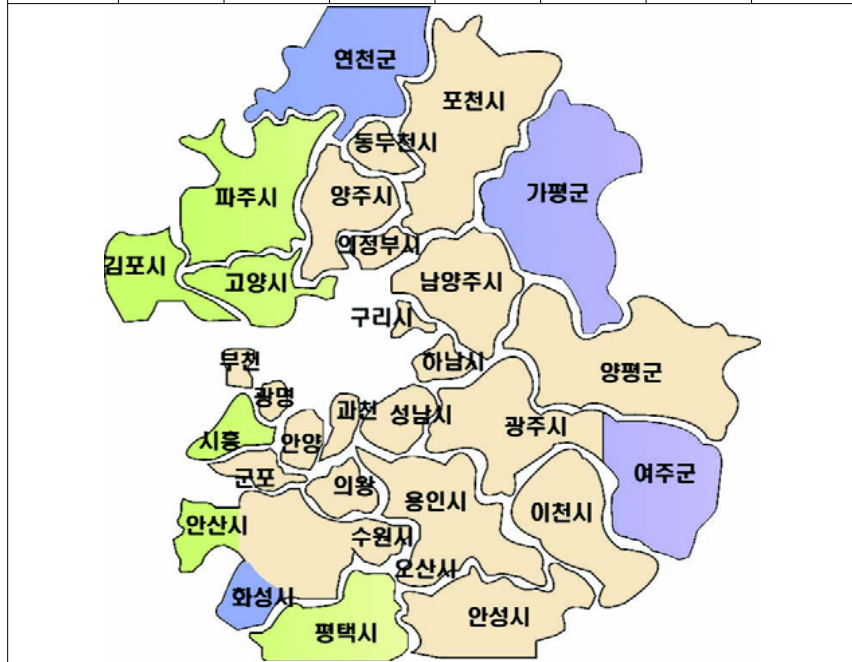 연천군
포천시
동두천시
가평군
파주시
양주시
의정부시
김포시
고양시
남양주시
구리시
부천
하남시
양평군
광명
과천
성남시
시흥
안양
광주시
군포
의왕
여주군
용인시
이천시
안산시
수원시
오산시
화성시
평택시
안성시